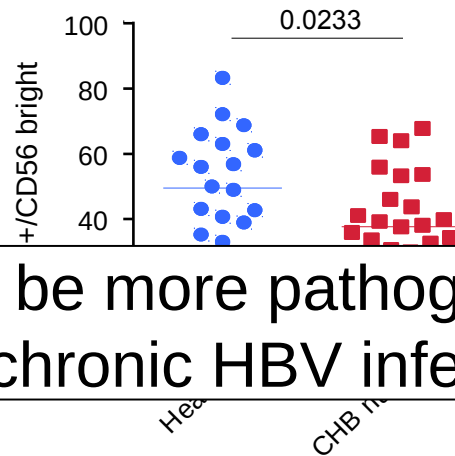 0.0233
100
80
60
40
+/CD56 bright
be more pathog
chronic HBV infe
Hea
CHB